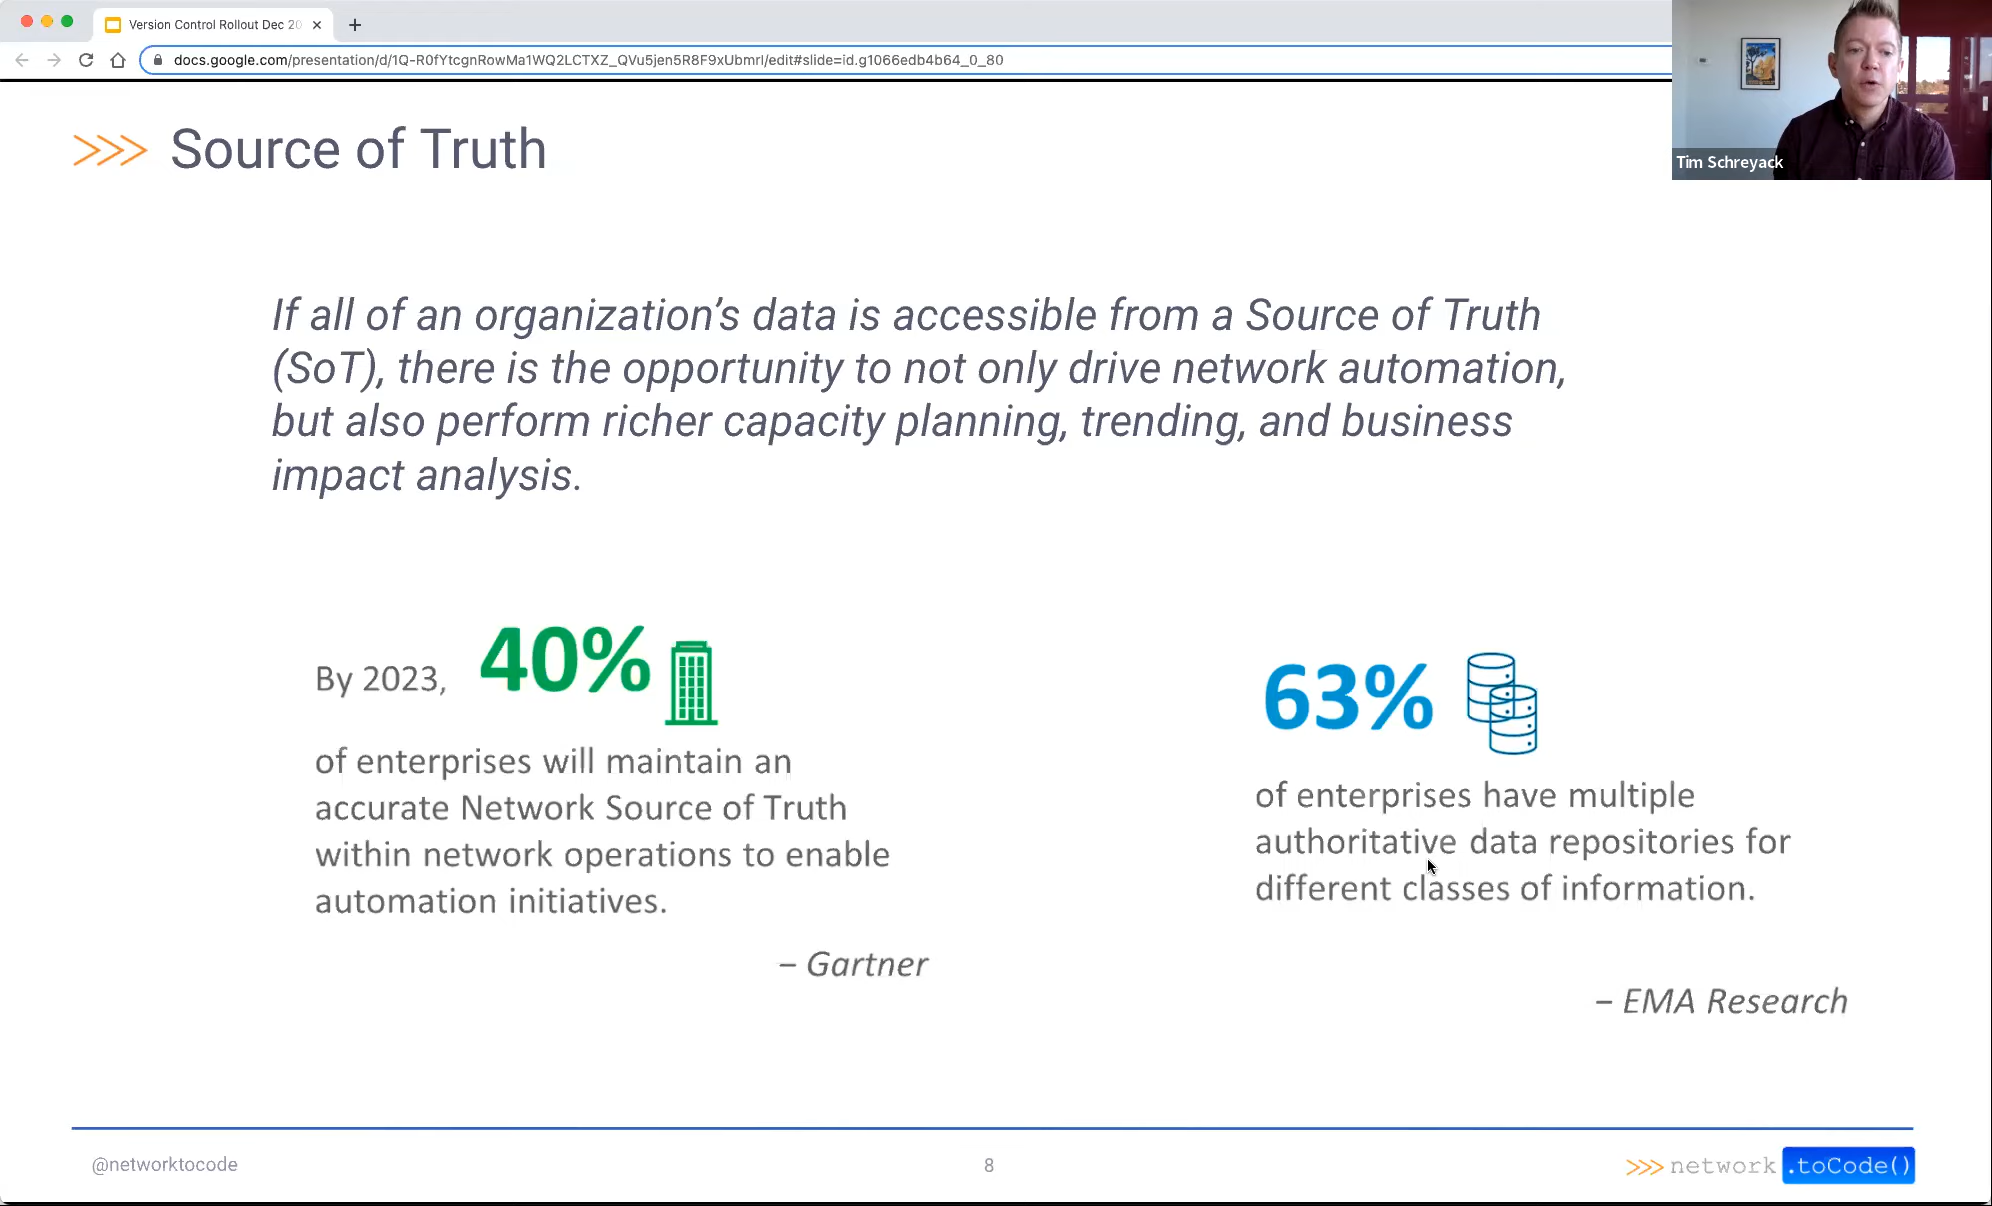 Version Control Rollout Dec 20
docs.google.com/presentation/d/1Q-R0fYtcgnRowMa1WQ2LCTXZ_QVu5jen5R8F9xUbmrI/edit#slide=id.g1066edb4b64_0_80
Tim Schreyack
>>> Source of Truth
If all of an organization’s data is accessible from a Source of Truth
(SoT), there is the opportunity to not only drive network automation,
but also perform richer capacity planning, trending, and business
impact analysis.
By 2023, 40%
of enterprises will maintain an
accurate Network Source of Truth
within network operations to enable
automation initiatives.
– Gartner
63%
of enterprises have multiple
authoritative data repositories for
different classes of information.
– EMA Research
@networktocode
8
>>> network .toCode()